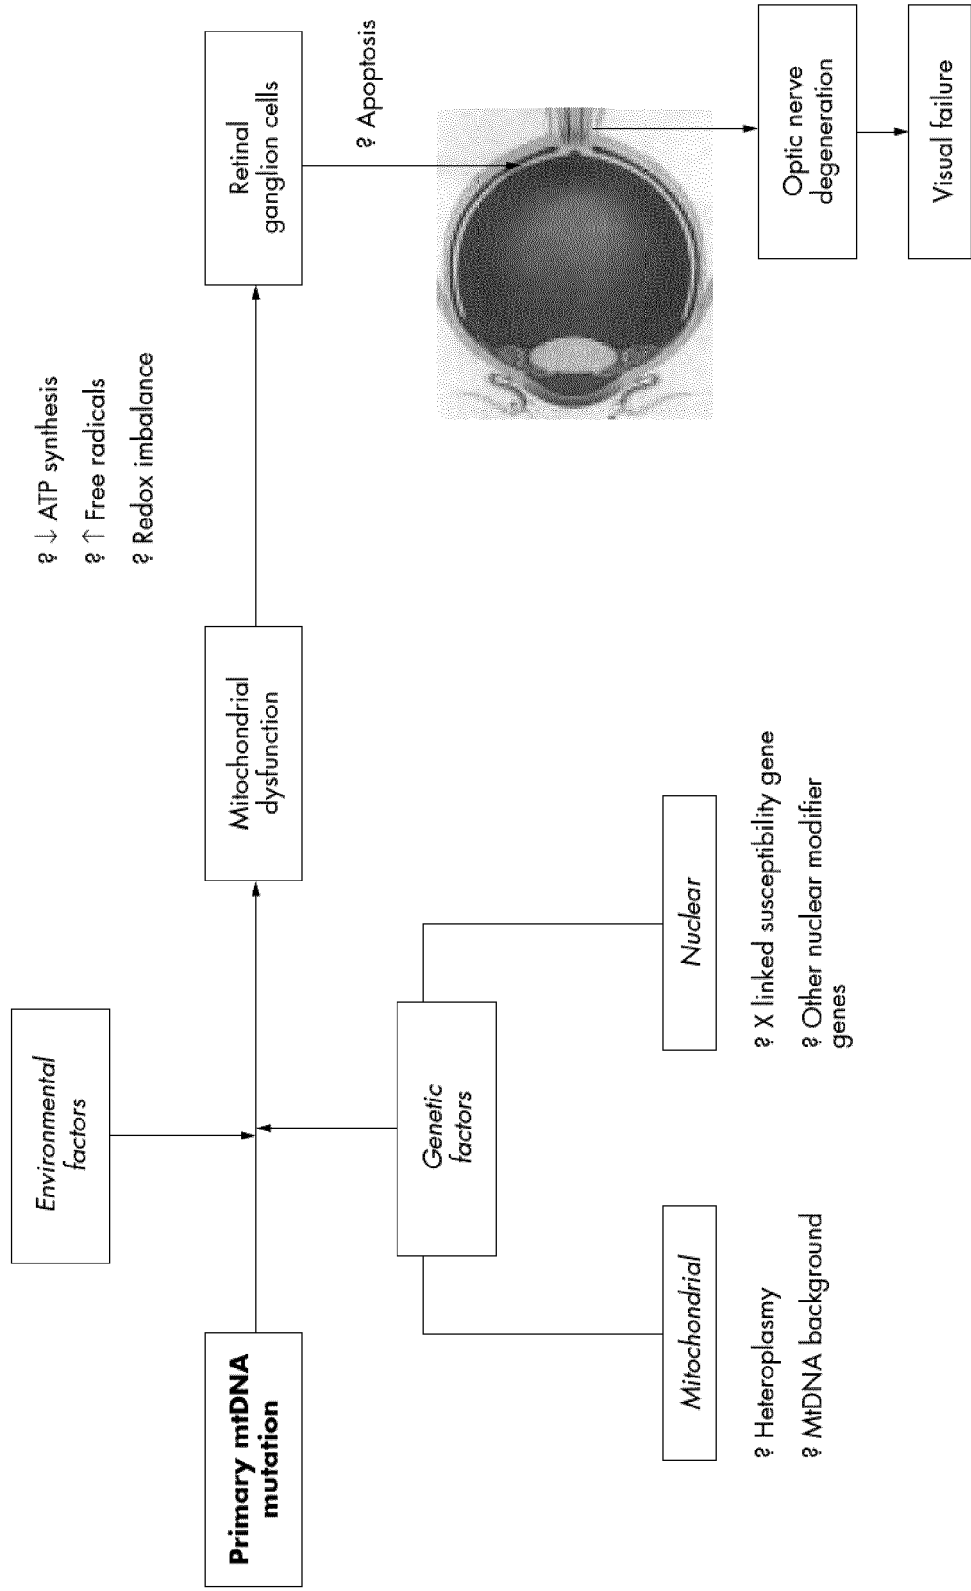 Environmental
factors
Primary mtDNA
mutation
Mitochondrial
dysfunction
? ↓ ATP synthesis
? ↑ Free radicals
? Redox imbalance
Retinal
ganglion cells
? Apoptosis
Genetic
factors
Mitochondrial
? Heteroplasmy
? MtDNA background
Nuclear
? X linked susceptibility gene
? Other nuclear modifier
genes
Optic nerve
degeneration
Visual failure